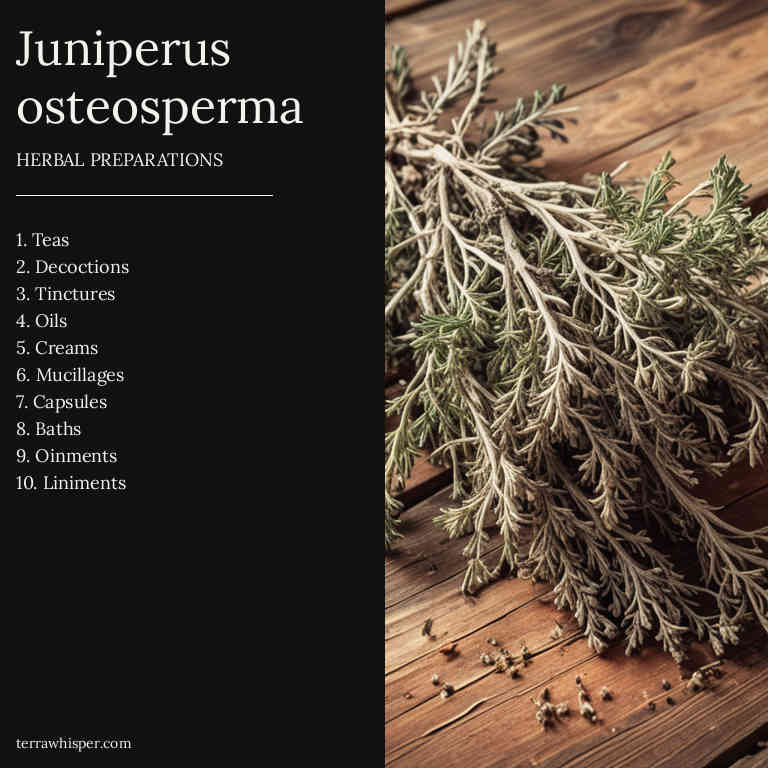 Juniperus
osteosperma
HERBAL PREPARATIONS
1. Teas
2. Decoctions
3. Tinctures
4. Oils
5. Creams
6. Mucillages
7. Capsules
8. Baths
9. Oinments
10. Liniments
terrawhisper.com